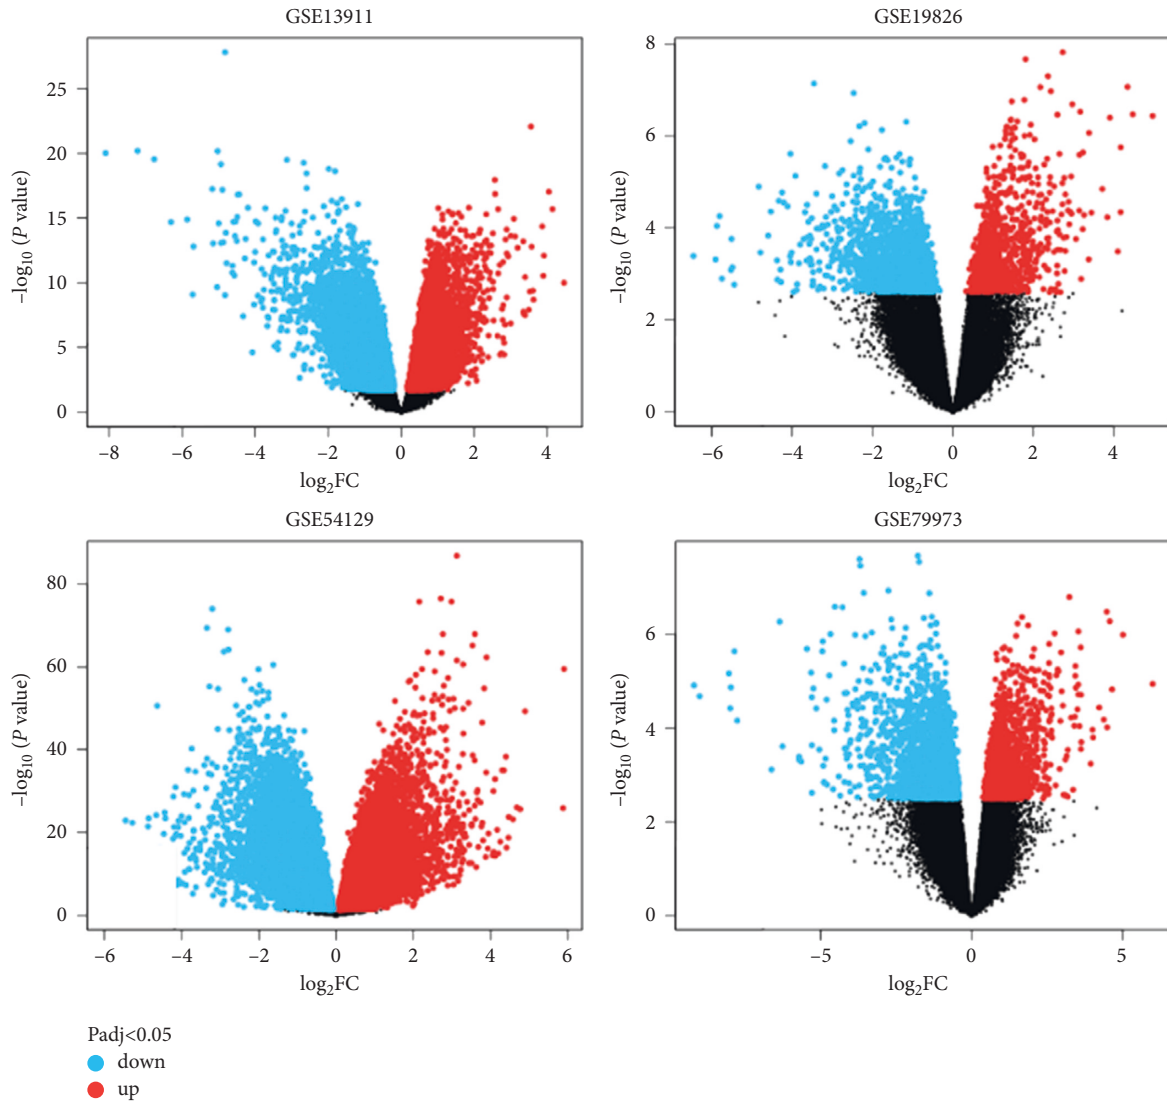 GSE13911
GSE19826
−log10 (P value)
25
20
15
10
5
0
−8 −6 −4 −2 0 2 4
log2FC
−log10 (P value)
8
6
4
2
0
−6 −4 −2 0 2 4
log2FC
GSE54129
GSE79973
−log10 (P value)
80
60
40
20
0
−6 −4 −2 0 2 4 6
log2FC
−log10 (P value)
6
4
2
0
−5 0 5
log2FC
Padj<0.05
down
up